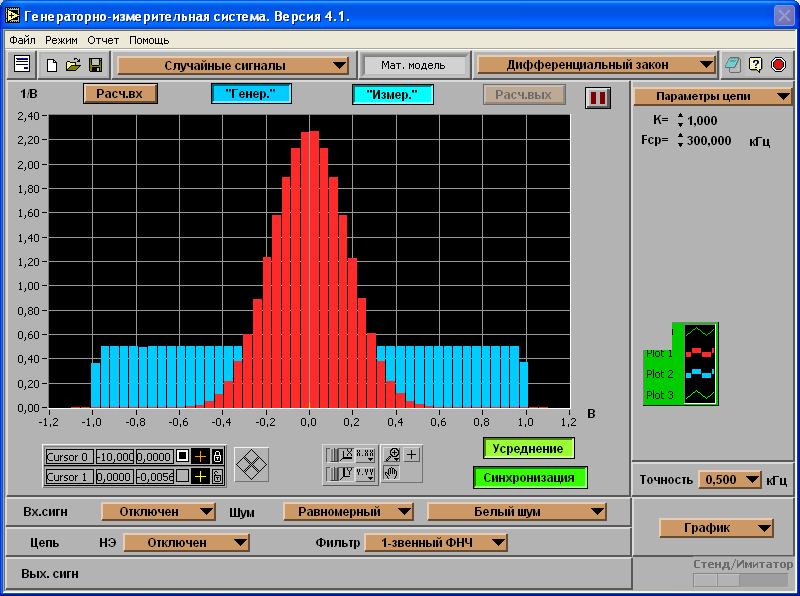 Генераторно-измерительная система. Версия 4.1.
Файл Режим Отчет Помощь
Случайные сигналы Мат. модель Дифференциальный закон
1/В Расч.вх "Генер." "Измер." Расч.вых Параметры цепи
K= 1,000
Fср= 300,000 кГц
2,40
2,20
2,00
1,80
1,60
1,40
1,20
1,00
0,80
0,60
0,40
0,20
0,00
-1,2 -1,0 -0,8 -0,6 -0,4 -0,2 0,0 0,2 0,4 0,6 0,8 1,0 1,2 В
Plot 1
Plot 2
Plot 3
Cursor 0 -10,000 0,0000
Cursor 1 0,0000 -0,0056
X X.XX
Y Y.YY
Усреднение
Синхронизация
Точность 0,500 кГц
Вх.сигн Отключен Шум Равномерный Белый шум
График
Цепь НЭ Отключен Фильтр 1-звенный ФНЧ
Стенд/Имитатор
Вых. сигн